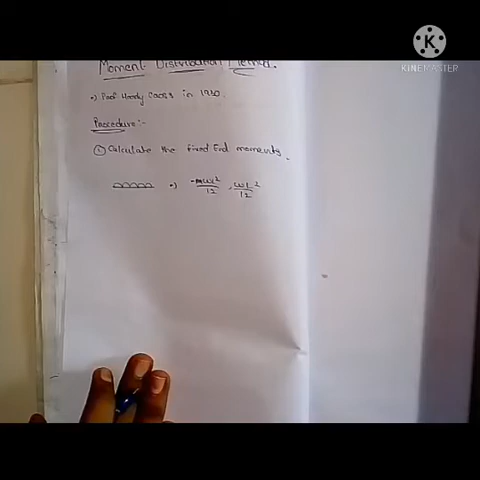 KINEMASTER
Moment Distribution Method.
→) Prof Hardy Cross in 1930.
Procedure:-
① Calculate the fixed End moments.
→) -wl²/12, wl²/12